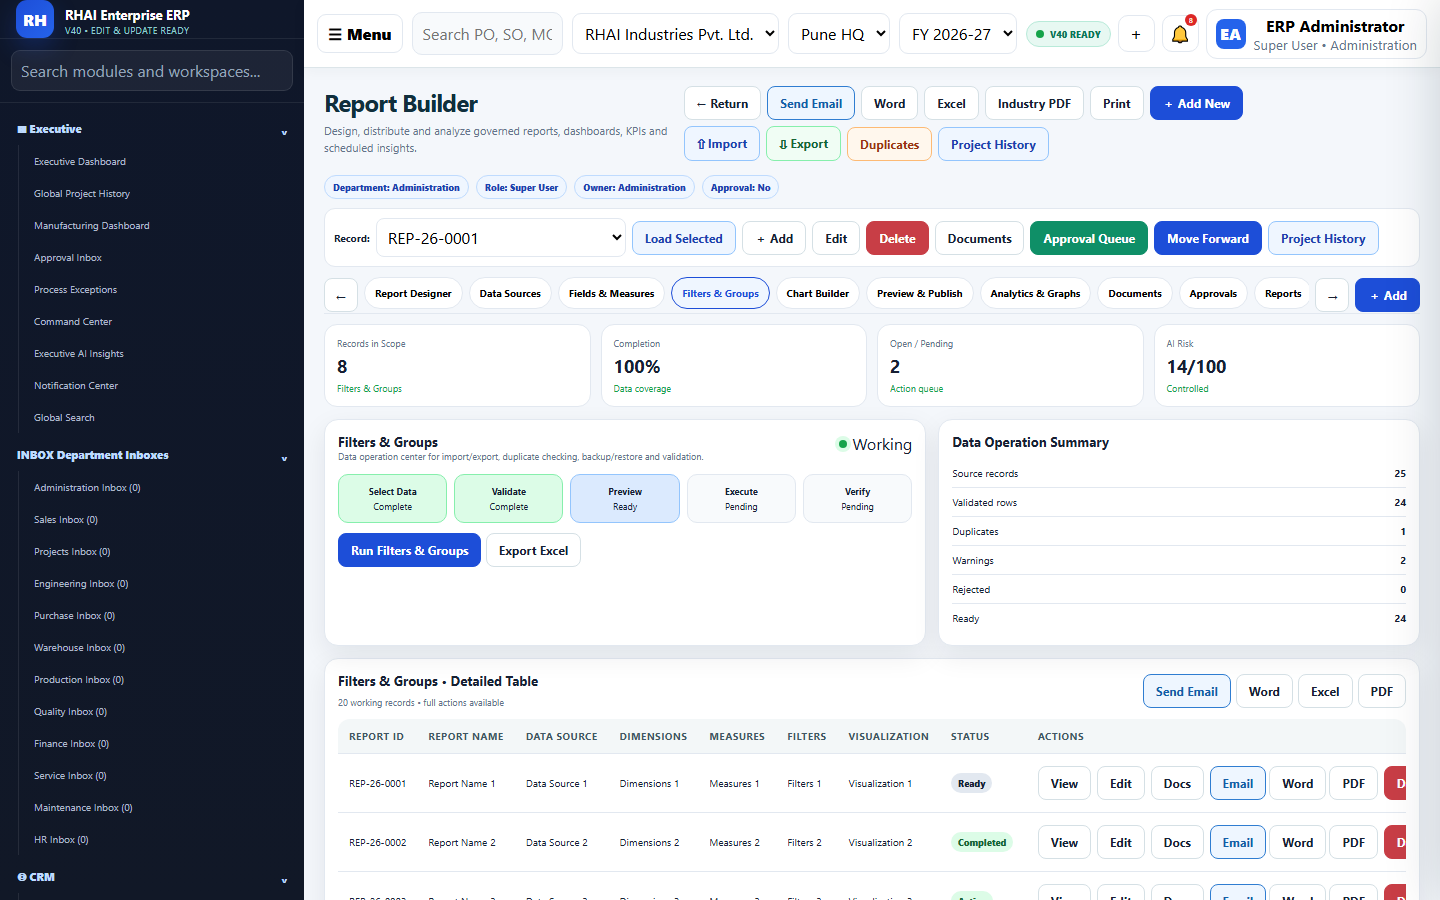 RH
RHAI Enterprise ERP
V40 • EDIT & UPDATE READY
Search modules and workspaces...
Executive
Executive Dashboard
Global Project History
Manufacturing Dashboard
Approval Inbox
Process Exceptions
Command Center
Executive AI Insights
Notification Center
Global Search
INBOX Department Inboxes
Administration Inbox (0)
Sales Inbox (0)
Projects Inbox (0)
Engineering Inbox (0)
Purchase Inbox (0)
Warehouse Inbox (0)
Production Inbox (0)
Quality Inbox (0)
Finance Inbox (0)
Service Inbox (0)
Maintenance Inbox (0)
HR Inbox (0)
CRM
☰ Menu
Search PO, SO, MO
RHAI Industries Pvt. Ltd.
Pune HQ
FY 2026-27
V40 READY
+
8
EA
ERP Administrator
Super User • Administration
Report Builder
Design, distribute and analyze governed reports, dashboards, KPIs and
scheduled insights.
← Return
Send Email
Word
Excel
Industry PDF
Print
+ Add New
⇧ Import
⇩ Export
Duplicates
Project History
Department: Administration
Role: Super User
Owner: Administration
Approval: No
Record:
REP-26-0001
Load Selected
+ Add
Edit
Delete
Documents
Approval Queue
Move Forward
Project History
←
Report Designer
Data Sources
Fields & Measures
Filters & Groups
Chart Builder
Preview & Publish
Analytics & Graphs
Documents
Approvals
Reports
→
+ Add
Records in Scope
8
Filters & Groups
Completion
100%
Data coverage
Open / Pending
2
Action queue
AI Risk
14/100
Controlled
Filters & Groups
Data operation center for import/export, duplicate checking, backup/restore and validation.
Working
Select Data
Complete
Validate
Complete
Preview
Ready
Execute
Pending
Verify
Pending
Run Filters & Groups
Export Excel
Data Operation Summary
Source records 25
Validated rows 24
Duplicates 1
Warnings 2
Rejected 0
Ready 24
Filters & Groups • Detailed Table
20 working records • full actions available
Send Email
Word
Excel
PDF
REPORT ID REPORT NAME DATA SOURCE DIMENSIONS MEASURES FILTERS VISUALIZATION STATUS ACTIONS
REP-26-0001 Report Name 1 Data Source 1 Dimensions 1 Measures 1 Filters 1 Visualization 1 Ready View Edit Docs Email Word PDF
REP-26-0002 Report Name 2 Data Source 2 Dimensions 2 Measures 2 Filters 2 Visualization 2 Completed View Edit Docs Email Word PDF